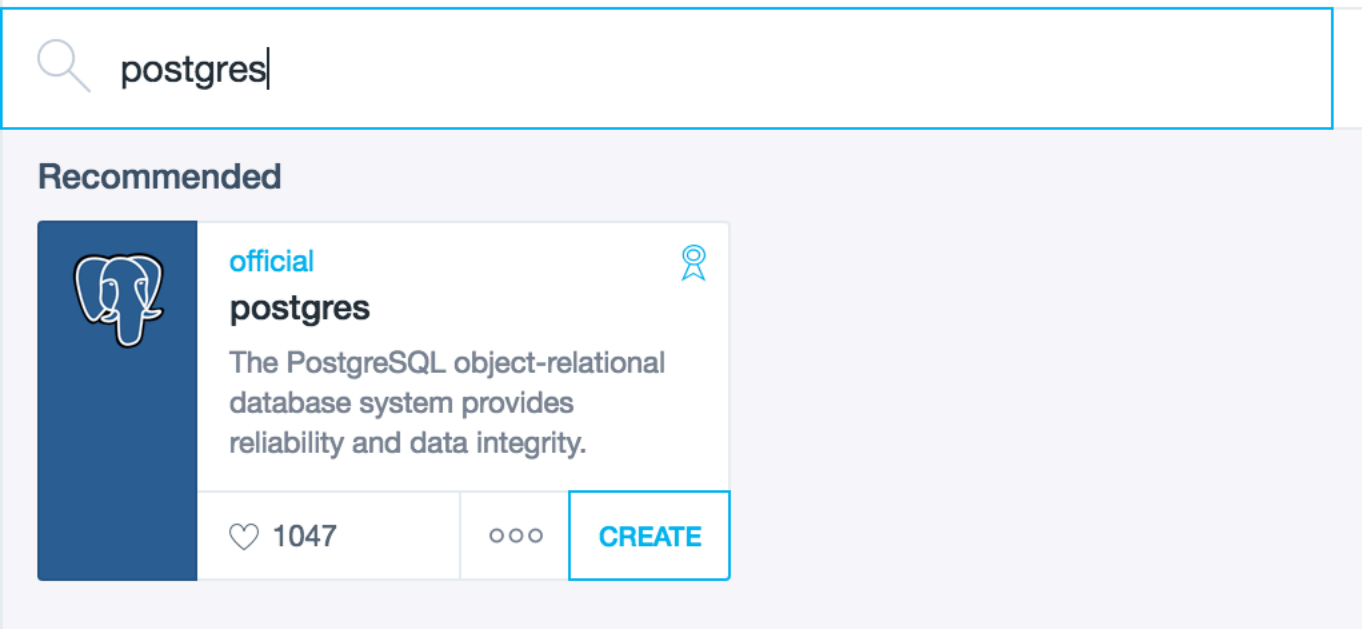 postgres
Recommended
official
postgres
The PostgreSQL object-relational
database system provides
reliability and data integrity.
1047
CREATE